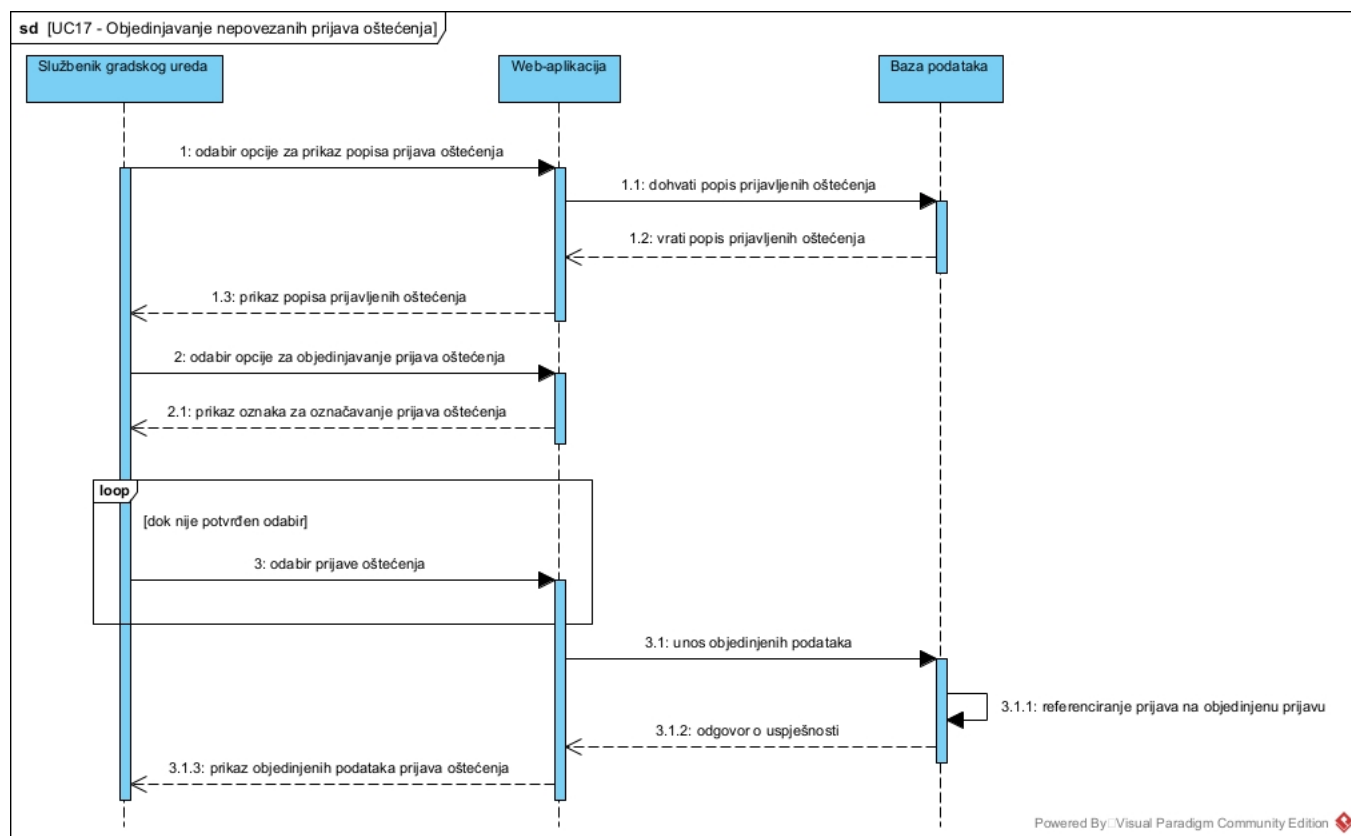 sd [UC17 - Objedinjavanje nepovezanih prijava oštećenja]
Službenik gradskog ureda
Web-aplikacija
Baza podataka
1: odabir opcije za prikaz popisa prijava oštećenja
1.1: dohvati popis prijavljenih oštećenja
1.2: vrati popis prijavljenih oštećenja
1.3: prikaz popisa prijavljenih oštećenja
2: odabir opcije za objedinjavanje prijava oštećenja
2.1: prikaz oznaka za označavanje prijava oštećenja
loop
[dok nije potvrđen odabir]
3: odabir prijave oštećenja
3.1: unos objedinjenih podataka
3.1.1: referenciranje prijava na objedinjenu prijavu
3.1.2: odgovor o uspješnosti
3.1.3: prikaz objedinjenih podataka prijava oštećenja
Powered By Visual Paradigm Community Edition